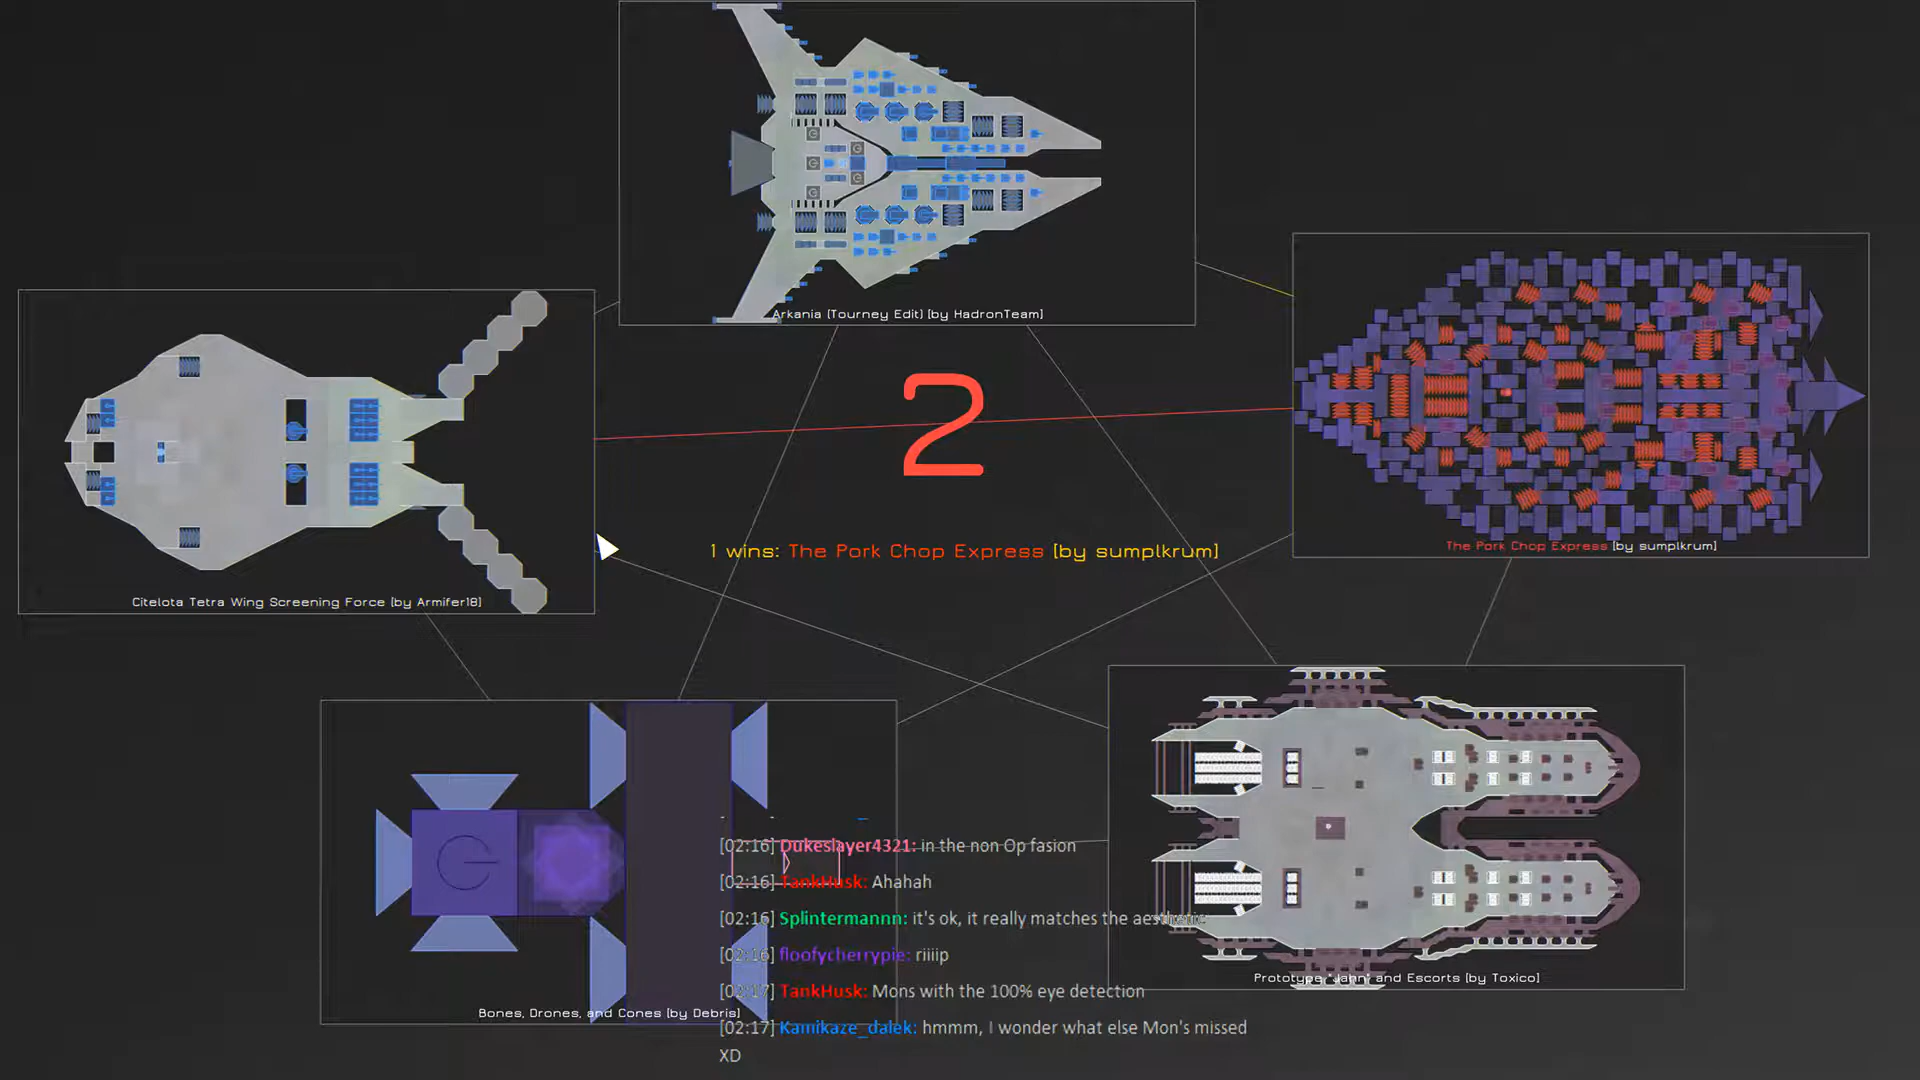 Arkania [Tourney Edit] [by HadronTeam]
2
1 wins: The Pork Chop Express [by sumplkrum]
The Pork Chop Express [by sumplkrum]
Citelota Tetra Wing Screening Force [by Armifer18]
[02:16] Dukeslayer4321: in the non Op fasion
[02:16] TankHusk: Ahahah
[02:16] Splintermannn: it's ok, it really matches the aesthetic
[02:16] floofycherrypie: riiiip
Prototype "Jahn" and Escorts [by Toxico]
[02:17] TankHusk: Mons with the 100% eye detection
Bones, Drones, and Cones [by Debris]
[02:17] Kamikaze_dalek: hmmm, I wonder what else Mon's missed
XD